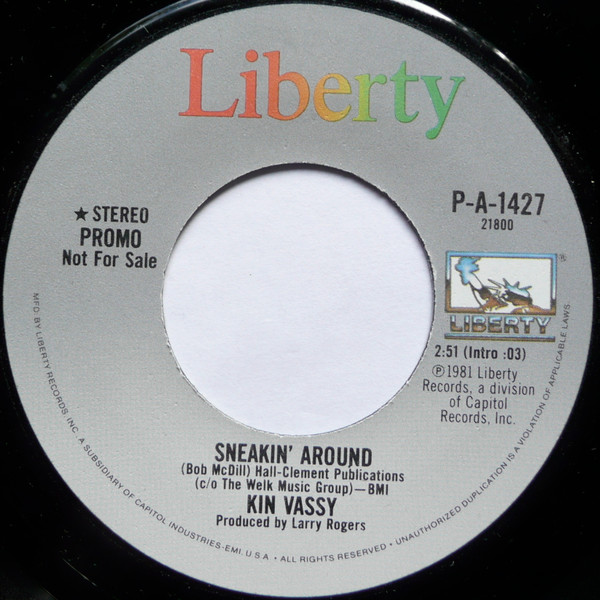 Liberty
★ STEREO
PROMO
Not For Sale
P-A-1427
21800
®
LIBERTY
2:51 (Intro :03)
℗1981 Liberty
Records, a division
of Capitol
Records, Inc.
SNEAKIN' AROUND
(Bob McDill) Hall-Clement Publications
(c/o The Welk Music Group)—BMI
KIN VASSY
Produced by Larry Rogers
MFD. BY LIBERTY RECORDS, INC. A SUBSIDIARY OF CAPITOL INDUSTRIES-EMI, U.S.A. • ALL RIGHTS RESERVED • UNAUTHORIZED DUPLICATION IS A VIOLATION OF APPLICABLE LAWS.